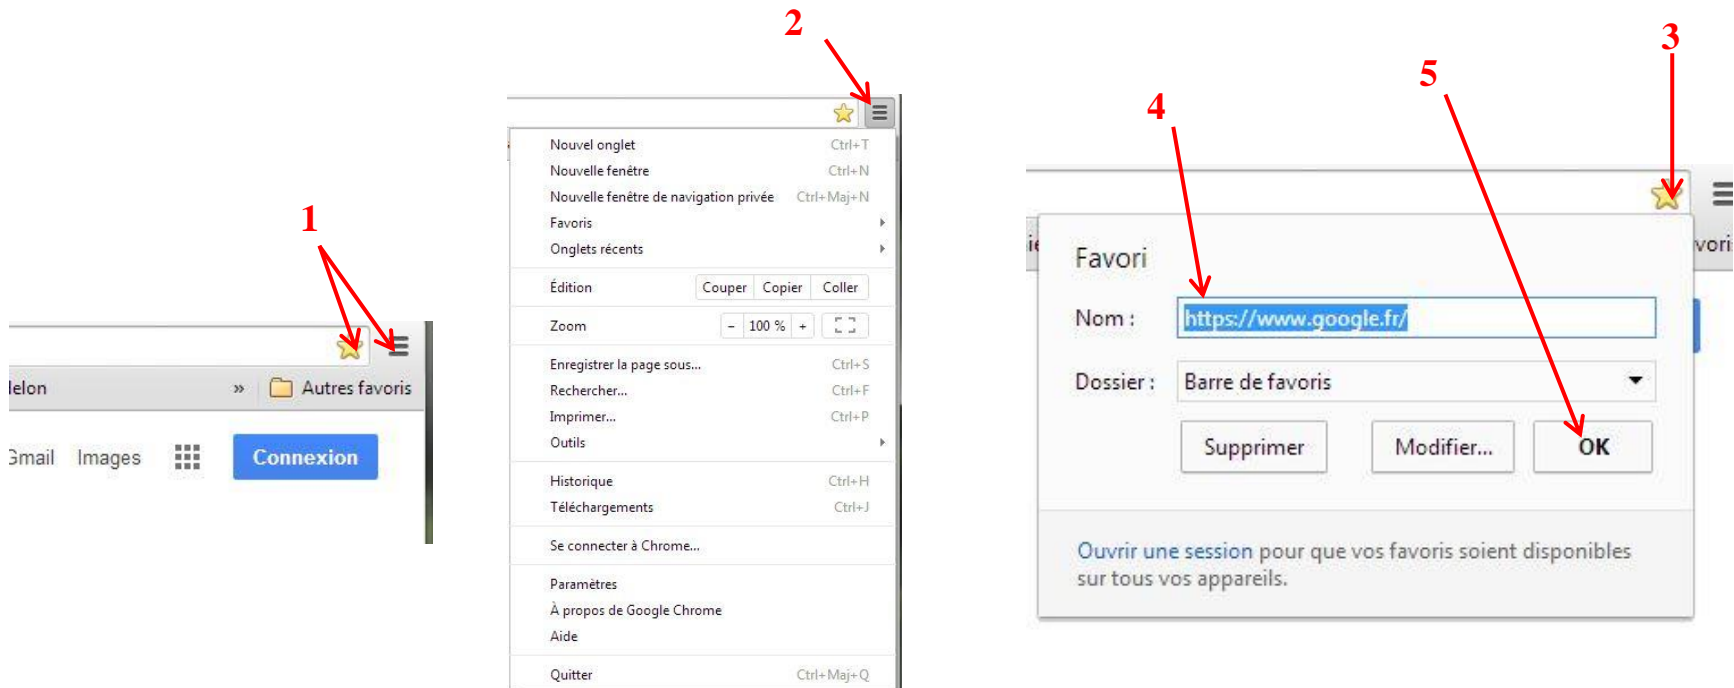 1
lelon
»
Autres favoris
Gmail
Images
Connexion
2
Nouvel onglet Ctrl+T
Nouvelle fenêtre Ctrl+N
Nouvelle fenêtre de navigation privée Ctrl+Maj+N
Favoris
Onglets récents
Édition Couper Copier Coller
Zoom - 100 % +
Enregistrer la page sous... Ctrl+S
Rechercher... Ctrl+F
Imprimer... Ctrl+P
Outils
Historique Ctrl+H
Téléchargements Ctrl+J
Se connecter à Chrome...
Paramètres
À propos de Google Chrome
Aide
Quitter Ctrl+Maj+Q
3
5
4
ie
vori
Favori
Nom : https://www.google.fr/
Dossier : Barre de favoris
Supprimer Modifier... OK
Ouvrir une session pour que vos favoris soient disponibles
sur tous vos appareils.